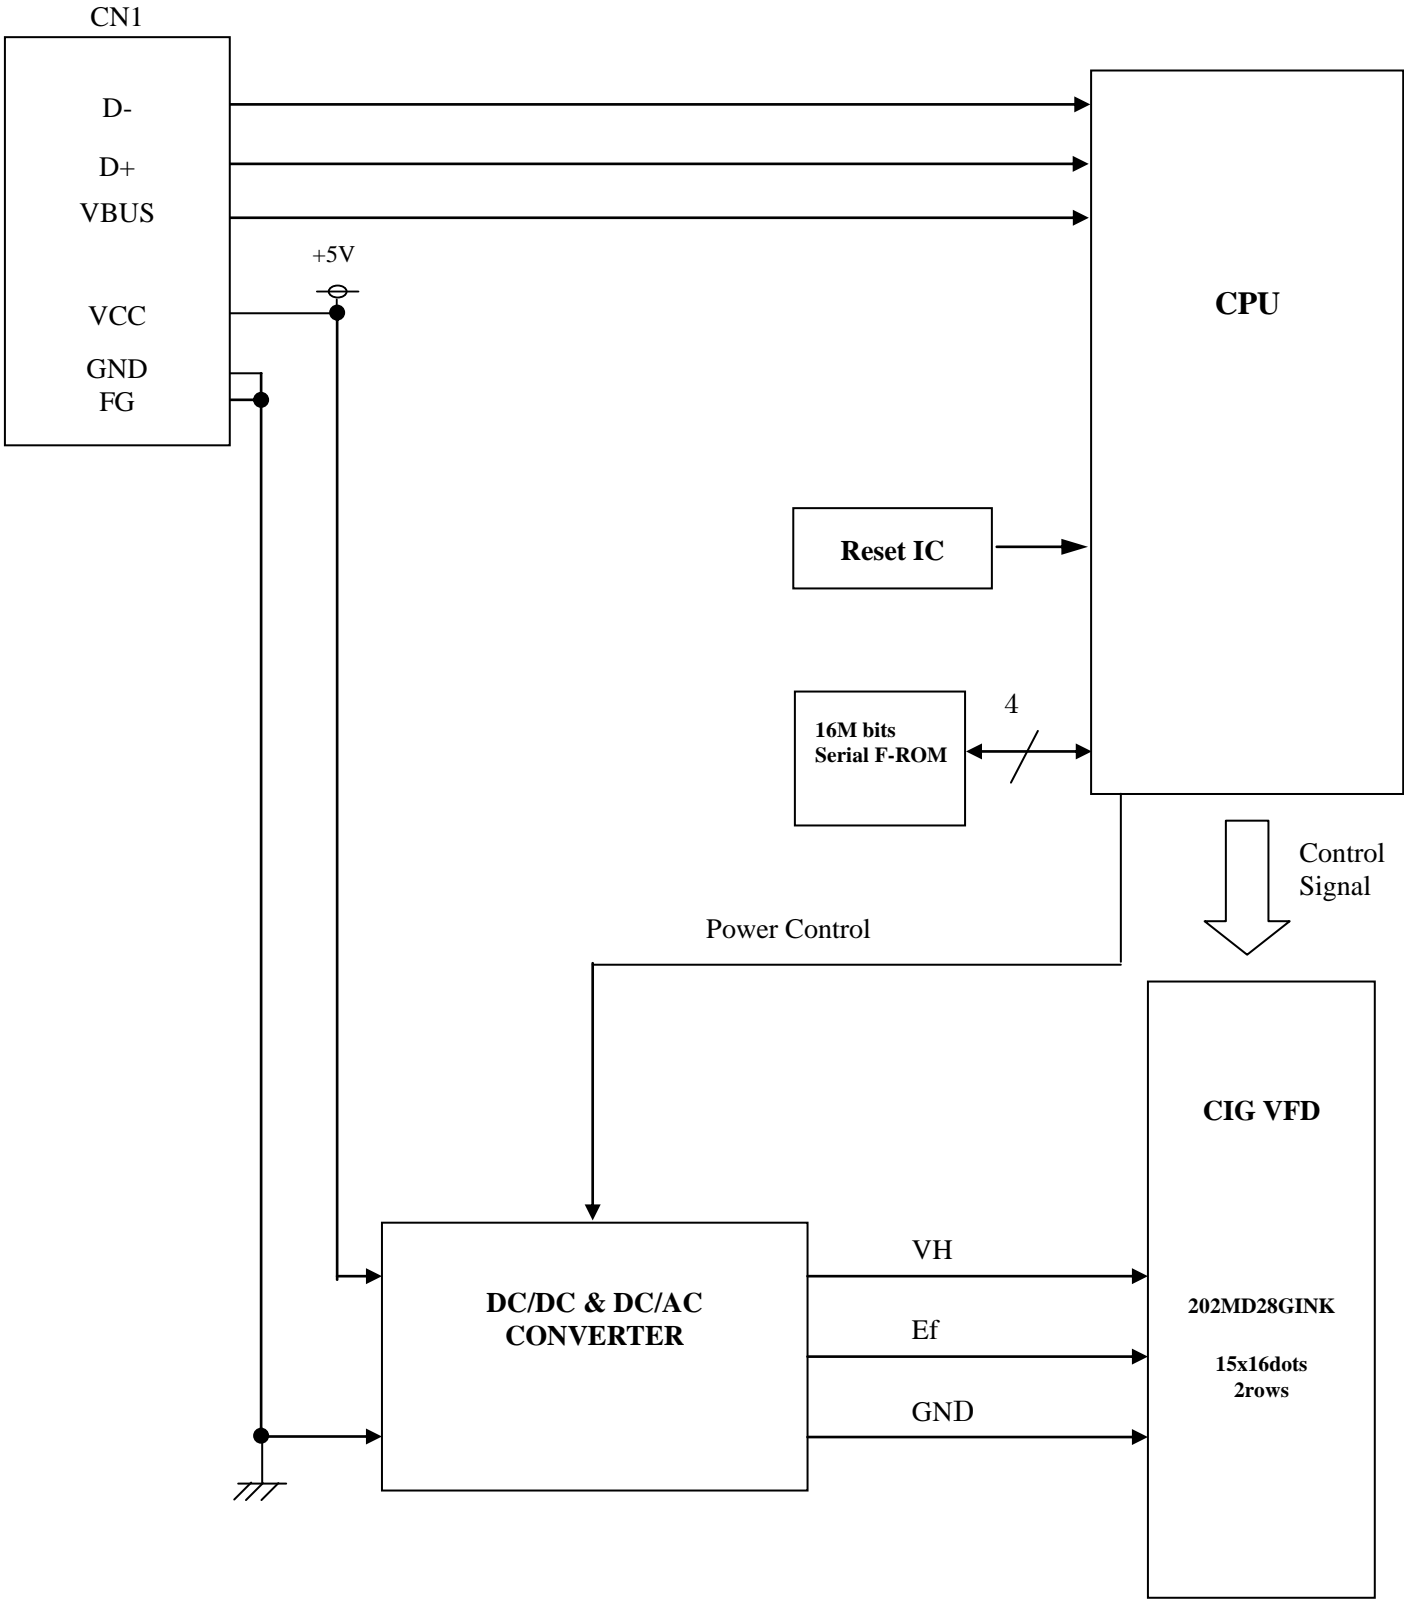 CN1
D-
D+
VBUS
+5V
VCC
GND
FG
CPU
Reset IC
4
16M bits
Serial F-ROM
Control
Signal
Power Control
CIG VFD
DC/DC & DC/AC
CONVERTER
VH
Ef
GND
202MD28GINK
15x16dots
2rows